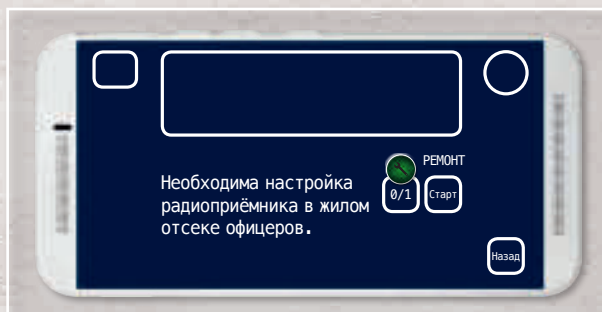 РЕМОНТ
Необходима настройка
радиоприёмника в жилом
отсеке офицеров.
0/1
Старт
Назад